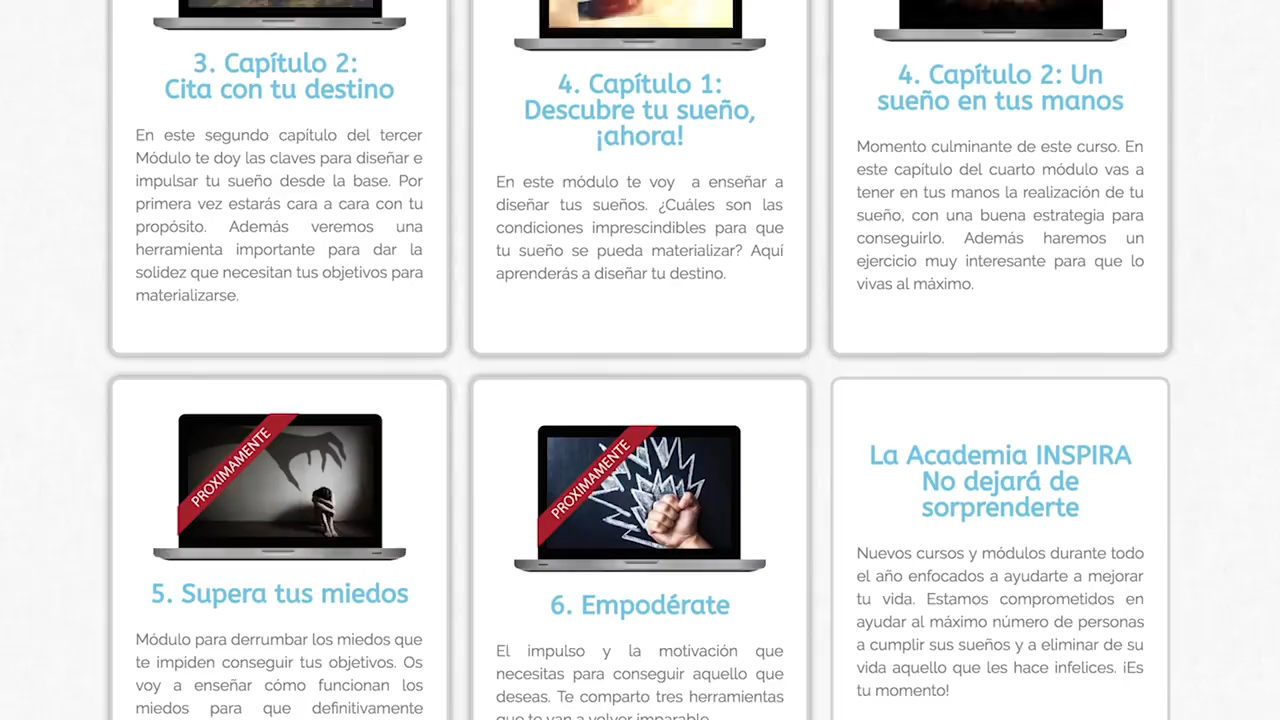 3. Capítulo 2:
Cita con tu destino
En este segundo capítulo del tercer
Módulo te doy las claves para diseñar e
impulsar tu sueño desde la base. Por
primera vez estarás cara a cara con tu
propósito. Además veremos una
herramienta importante para dar la
solidez que necesitan tus objetivos para
materializarse.
4. Capítulo 1:
Descubre tu sueño,
¡ahora!
En este módulo te voy a enseñar a
diseñar tus sueños. ¿Cuáles son las
condiciones imprescindibles para que
tu sueño se pueda materializar? Aquí
aprenderás a diseñar tu destino.
4. Capítulo 2: Un
sueño en tus manos
Momento culminante de este curso. En
este capítulo del cuarto módulo vas a
tener en tus manos la realización de tu
sueño, con una buena estrategia para
conseguirlo. Además haremos un
ejercicio muy interesante para que lo
vivas al máximo.
PROXIMAMENTE
5. Supera tus miedos
Módulo para derrumbar los miedos que
te impiden conseguir tus objetivos. Os
voy a enseñar cómo funcionan los
miedos para que definitivamente
PROXIMAMENTE
6. Empodérate
El impulso y la motivación que
necesitas para conseguir aquello que
deseas. Te comparto tres herramientas
que te van a volver imparable.
La Academia INSPIRA
No dejará de
sorprenderte
Nuevos cursos y módulos durante todo
el año enfocados a ayudarte a mejorar
tu vida. Estamos comprometidos en
ayudar al máximo número de personas
a cumplir sus sueños y a eliminar de su
vida aquello que les hace infelices. ¡Es
tu momento!